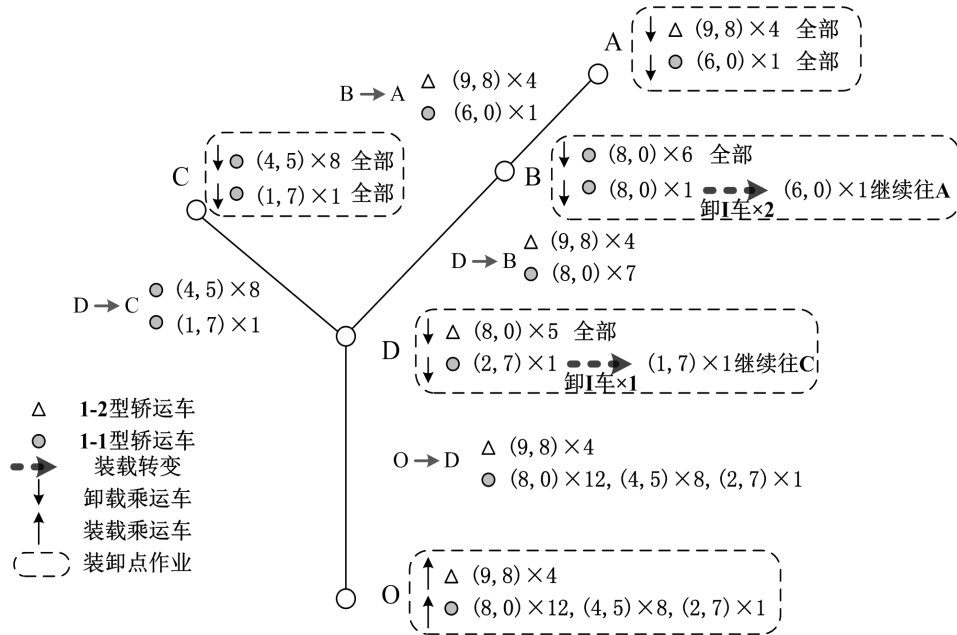 A
(9,8)×4 全部
(6,0)×1 全部
B → A
(9,8)×4
(6,0)×1
C
(4,5)×8 全部
(1,7)×1 全部
B
(8,0)×6 全部
(8,0)×1
卸I车×2
(6,0)×1继续往A
D → B
(9,8)×4
(8,0)×7
D → C
(4,5)×8
(1,7)×1
D
(8,0)×5 全部
(2,7)×1
卸I车×1
(1,7)×1继续往C
1-2型轿运车
1-1型轿运车
装载转变
卸载乘运车
装载乘运车
装卸点作业
O → D
(9,8)×4
(8,0)×12,(4,5)×8,(2,7)×1
O
(9,8)×4
(8,0)×12,(4,5)×8,(2,7)×1